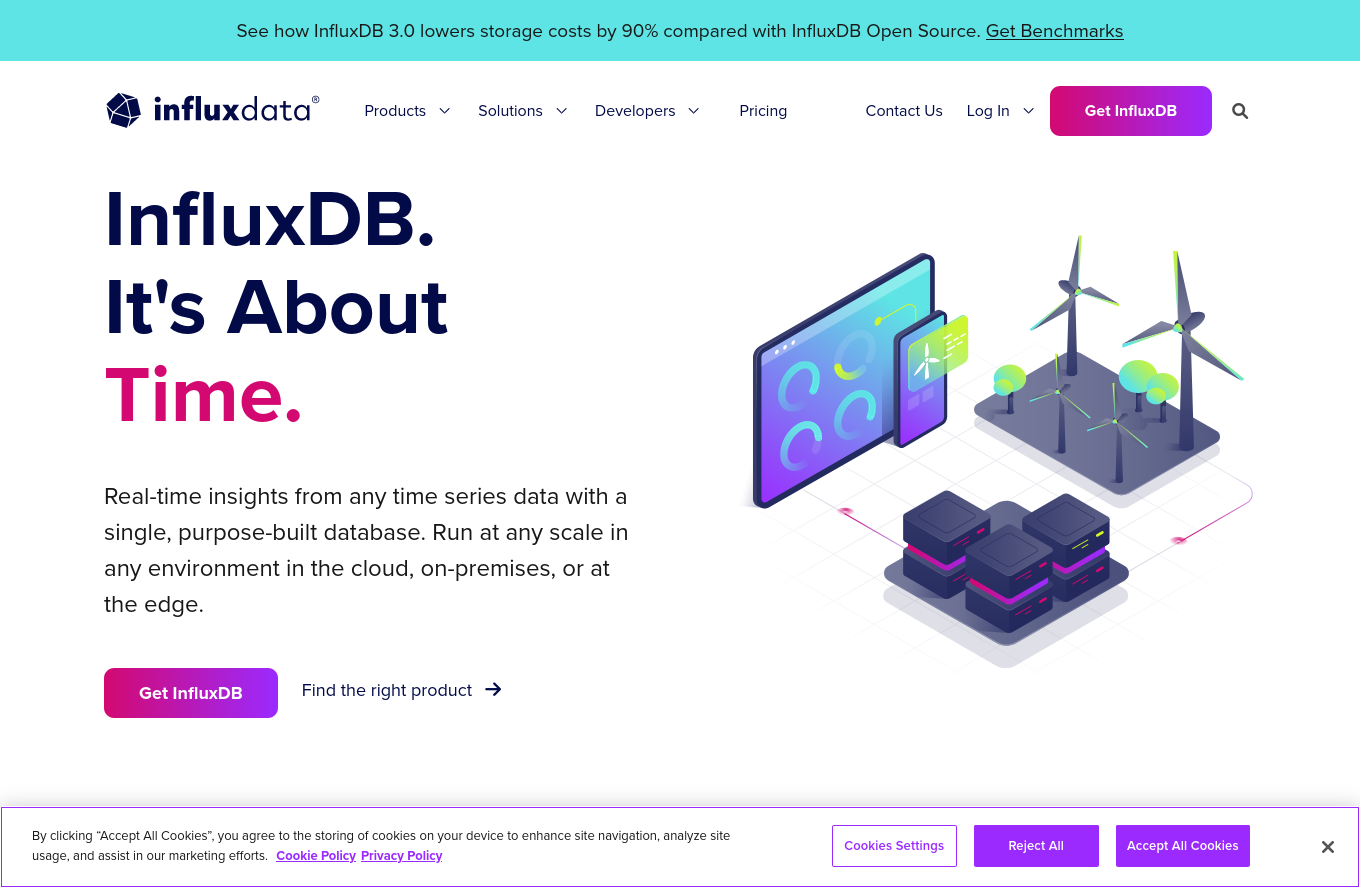 See how InfluxDB 3.0 lowers storage costs by 90% compared with InfluxDB Open Source. Get Benchmarks
influxdata® Products Solutions Developers Pricing Contact Us Log In Get InfluxDB
InfluxDB.
It's About
Time.
Real-time insights from any time series data with a
single, purpose-built database. Run at any scale in
any environment in the cloud, on-premises, or at
the edge.
Get InfluxDB Find the right product
By clicking “Accept All Cookies”, you agree to the storing of cookies on your device to enhance site navigation, analyze site
usage, and assist in our marketing efforts. Cookie Policy Privacy Policy
Cookies Settings Reject All Accept All Cookies